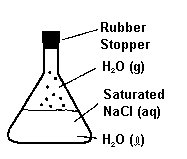 Rubber
Stopper
H₂O (g)
Saturated
NaCl (aq)
H₂O (ℓ)